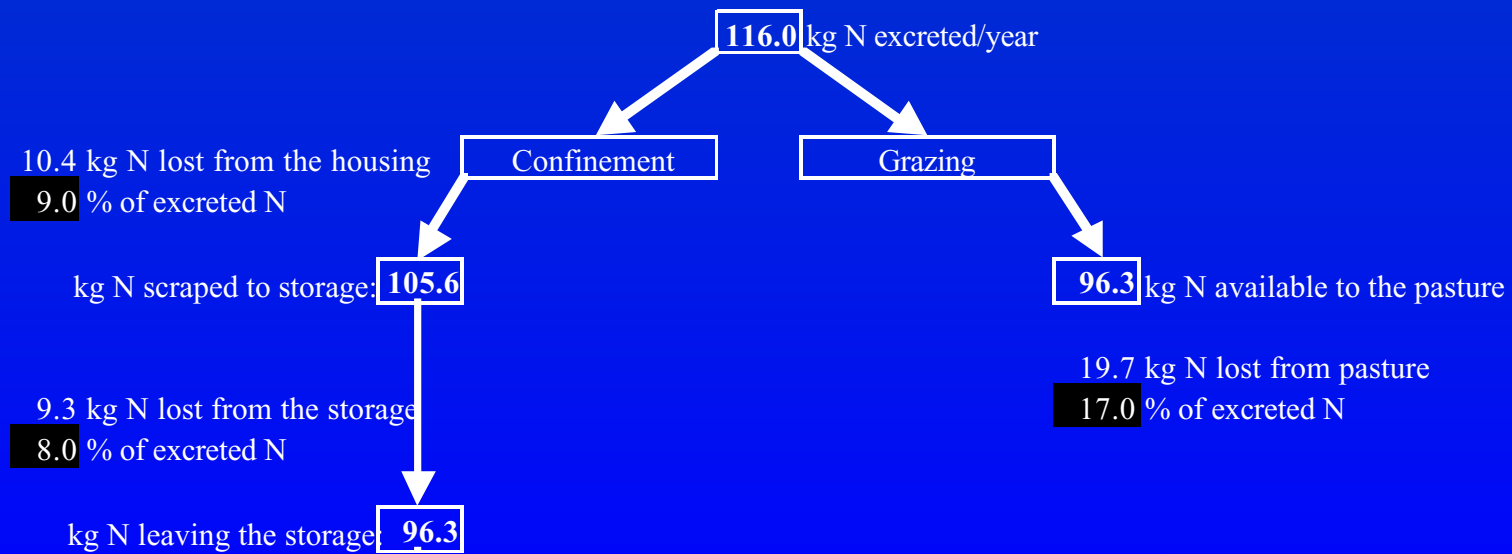 116.0 kg N excreted/year
Confinement
Grazing
10.4 kg N lost from the housing
9.0 % of excreted N
kg N scraped to storage: 105.6
96.3 kg N available to the pasture
19.7 kg N lost from pasture
17.0 % of excreted N
9.3 kg N lost from the storage
8.0 % of excreted N
kg N leaving the storage: 96.3